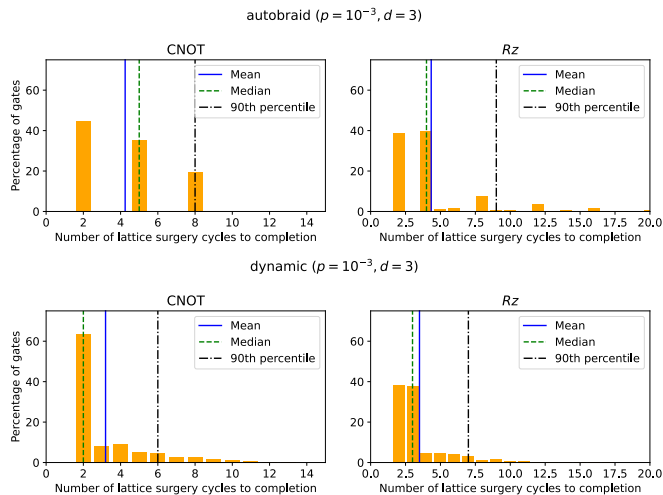 autobraid (p = 10⁻³, d = 3)
CNOT
Percentage of gates
60
40
20
0
0 2 4 6 8 10 12 14
Number of lattice surgery cycles to completion
Mean
Median
90th percentile
Rz
60
40
20
0
0.0 2.5 5.0 7.5 10.0 12.5 15.0 17.5 20.0
Number of lattice surgery cycles to completion
Mean
Median
90th percentile
dynamic (p = 10⁻³, d = 3)
CNOT
Percentage of gates
60
40
20
0
0 2 4 6 8 10 12 14
Number of lattice surgery cycles to completion
Mean
Median
90th percentile
Rz
60
40
20
0
0.0 2.5 5.0 7.5 10.0 12.5 15.0 17.5 20.0
Number of lattice surgery cycles to completion
Mean
Median
90th percentile